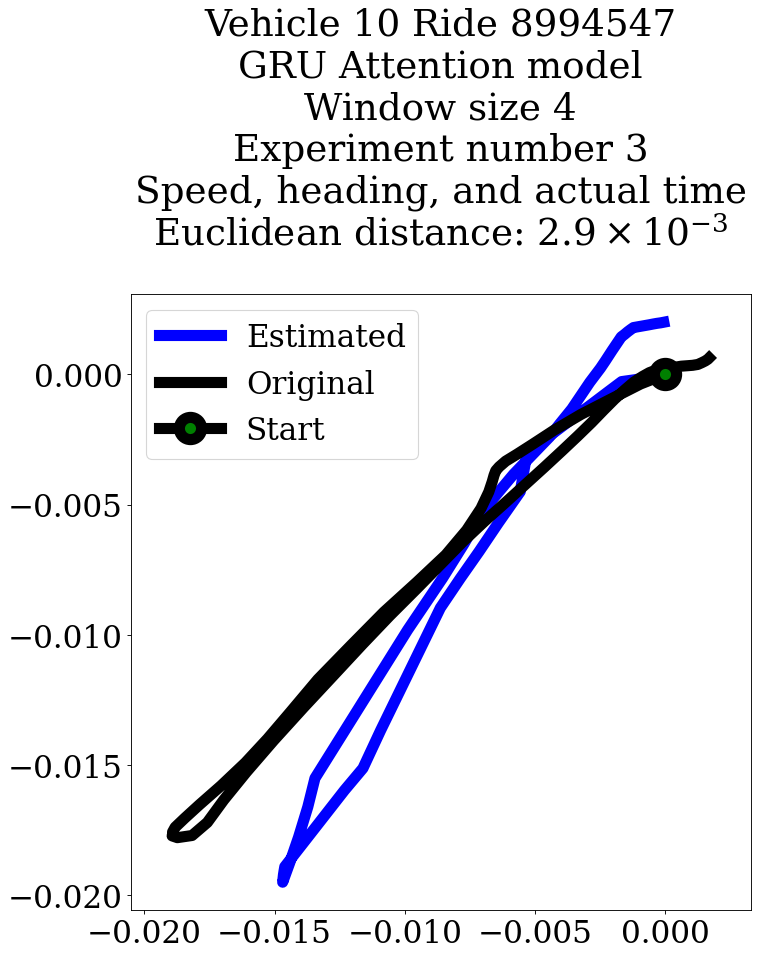 Vehicle 10 Ride 8994547
GRU Attention model
Window size 4
Experiment number 3
Speed, heading, and actual time
Euclidean distance: 2.9 × 10⁻³
Estimated
Original
Start
0.000
−0.005
−0.010
−0.015
−0.020
−0.020 −0.015 −0.010 −0.005 0.000